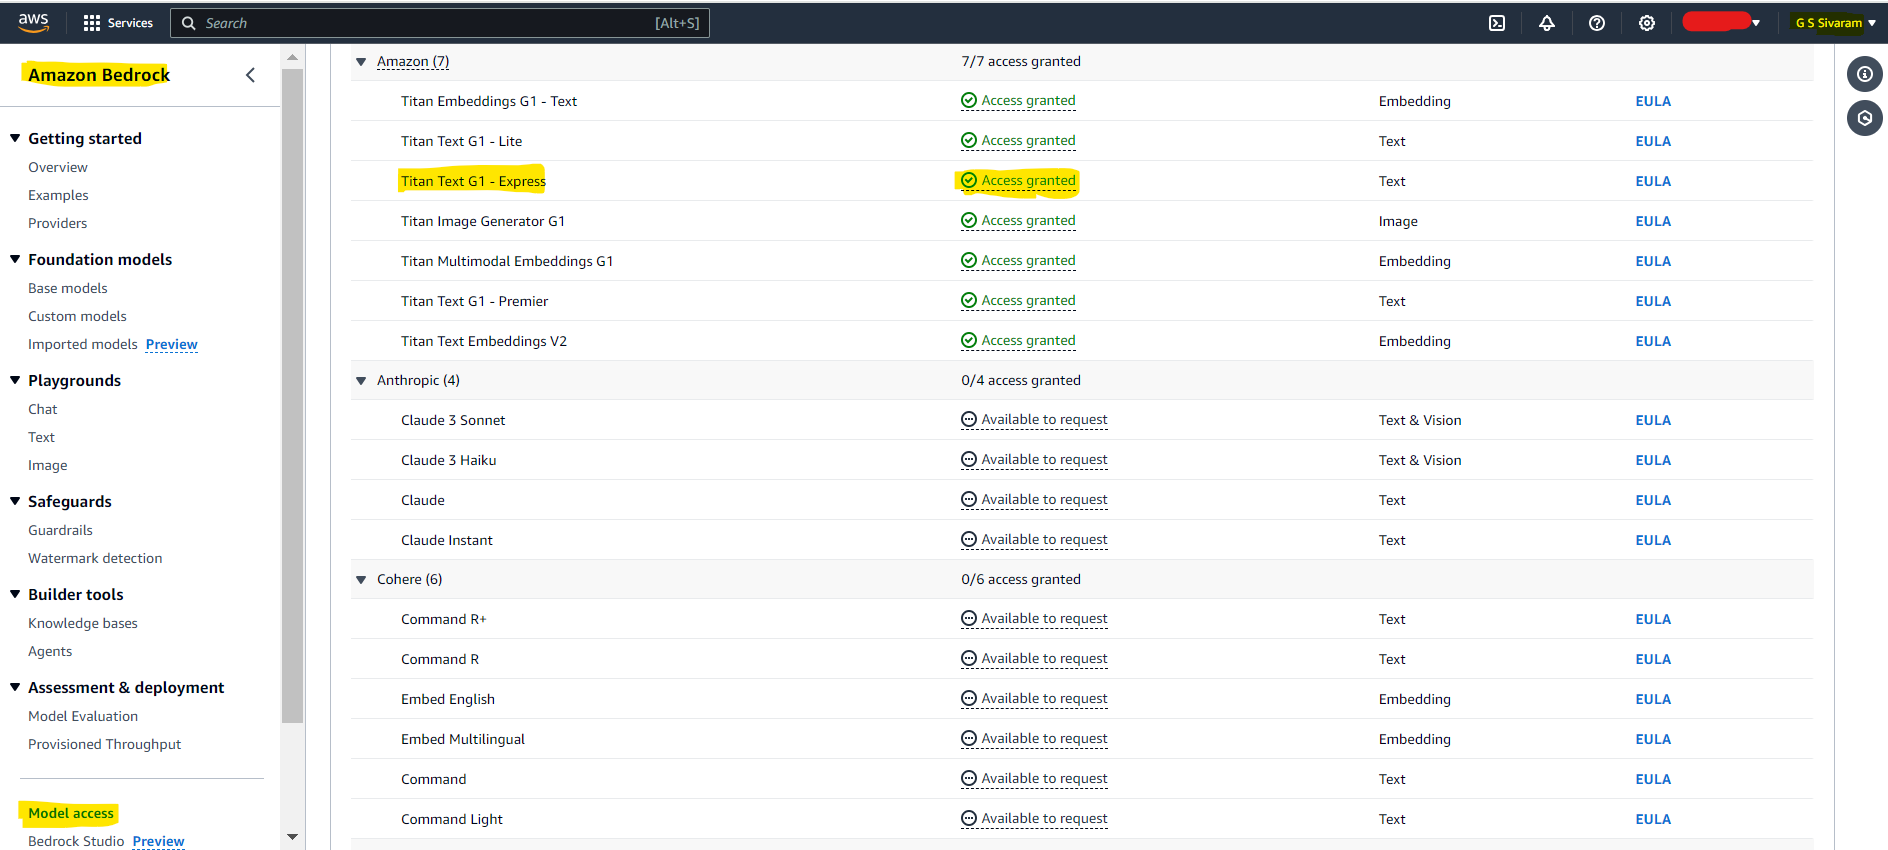 aws
Services
Search
[Alt+S]
G S Sivaram
Amazon Bedrock
Getting started
Overview
Examples
Providers
Foundation models
Base models
Custom models
Imported models Preview
Playgrounds
Chat
Text
Image
Safeguards
Guardrails
Watermark detection
Builder tools
Knowledge bases
Agents
Assessment & deployment
Model Evaluation
Provisioned Throughput
Model access
Bedrock Studio Preview
Amazon (7) 7/7 access granted
Titan Embeddings G1 - Text Access granted Embedding EULA
Titan Text G1 - Lite Access granted Text EULA
Titan Text G1 - Express Access granted Text EULA
Titan Image Generator G1 Access granted Image EULA
Titan Multimodal Embeddings G1 Access granted Embedding EULA
Titan Text G1 - Premier Access granted Text EULA
Titan Text Embeddings V2 Access granted Embedding EULA
Anthropic (4) 0/4 access granted
Claude 3 Sonnet Available to request Text & Vision EULA
Claude 3 Haiku Available to request Text & Vision EULA
Claude Available to request Text EULA
Claude Instant Available to request Text EULA
Cohere (6) 0/6 access granted
Command R+ Available to request Text EULA
Command R Available to request Text EULA
Embed English Available to request Embedding EULA
Embed Multilingual Available to request Embedding EULA
Command Available to request Text EULA
Command Light Available to request Text EULA